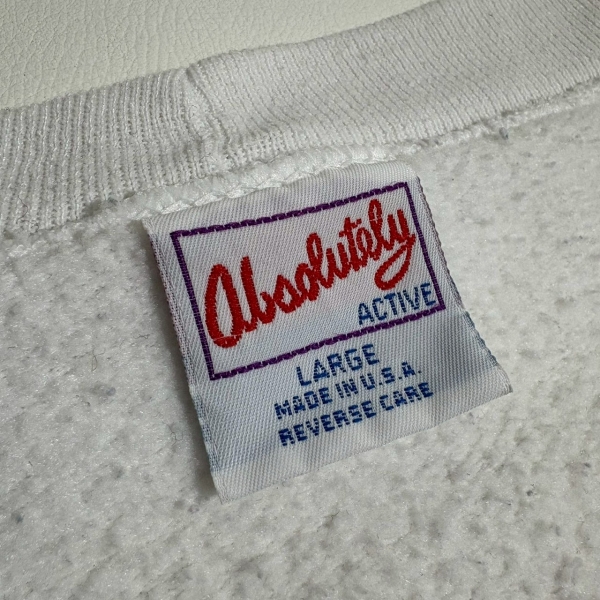 Absolutely
ACTIVE
LARGE
MADE IN U.S.A.
REVERSE CARE